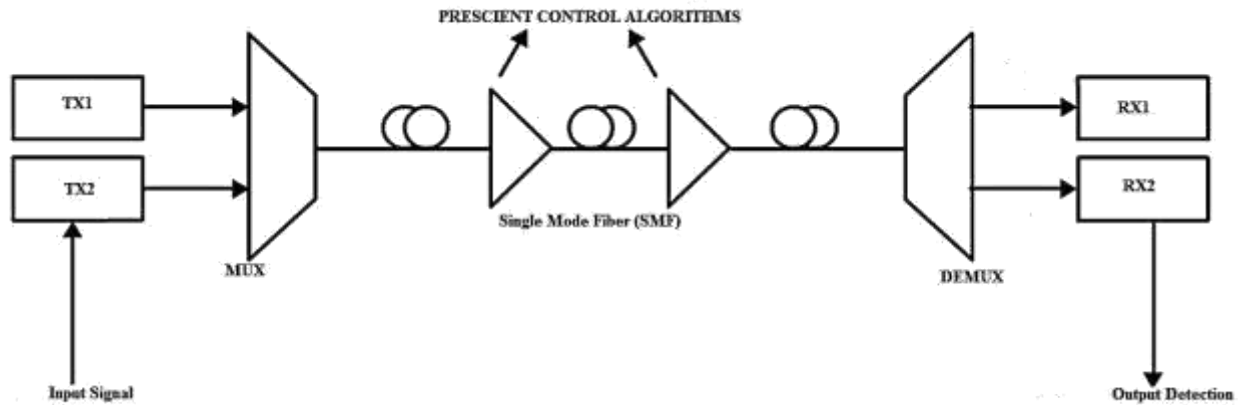 PRESCIENT CONTROL ALGORITHMS
TX1
RX1
TX2
RX2
Single Mode Fiber (SMF)
MUX
DEMUX
Input Signal
Output Detection